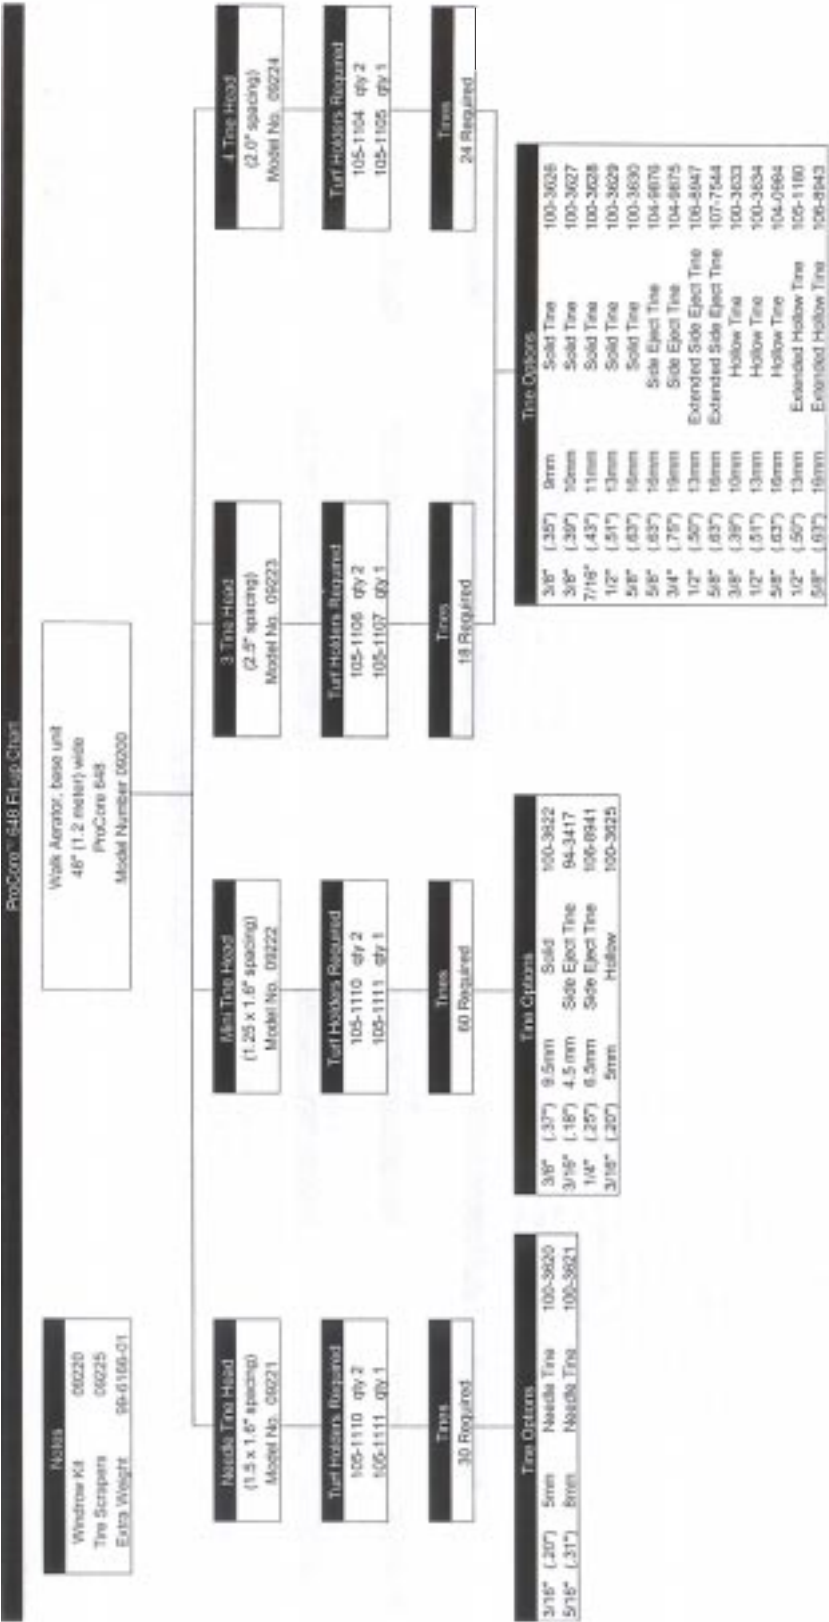 ProCore™ 648 Fit-up Chart
Notes
Windrow Kit 09220
Tire Scrapers 09225
Extra Weight 99-6166-01
Walk Aerator, base unit
48" (1.2 meter) wide
ProCore 648
Model Number 09200
Needle Tine Head
(1.5 x 1.6" spacing)
Model No. 09221
Turf Holders Required
105-1110 qty 2
105-1111 qty 1
Tines
30 Required
Tine Options
3/16" (.20") 5mm Needle Tine 100-3620
5/16" (.31") 8mm Needle Tine 100-3621
Mini Tine Head
(1.25 x 1.6" spacing)
Model No. 09222
Turf Holders Required
105-1110 qty 2
105-1111 qty 1
Tines
60 Required
Tine Options
3/8" (.37") 9.5mm Solid 100-3622
3/16" (.18") 4.5 mm Side Eject Tine 94-3417
1/4" (.25") 6.5mm Side Eject Tine 106-8941
3/16" (.20") 5mm Hollow 100-3625
3 Tine Head
(2.5" spacing)
Model No. 09223
Turf Holders Required
105-1106 qty 2
105-1107 qty 1
Tines
18 Required
4 Tine Head
(2.0" spacing)
Model No. 09224
Turf Holders Required
105-1104 qty 2
105-1105 qty 1
Tines
24 Required
Tine Options
3/8" (.35") 9mm Solid Tine 100-3626
3/8" (.39") 10mm Solid Tine 100-3627
7/16" (.43") 11mm Solid Tine 100-3628
1/2" (.51") 13mm Solid Tine 100-3629
5/8" (.63") 16mm Solid Tine 100-3630
5/8" (.63") 16mm Side Eject Tine 104-9676
3/4" (.75") 19mm Side Eject Tine 104-9675
1/2" (.50") 13mm Extended Side Eject Tine 106-8947
5/8" (.63") 16mm Extended Side Eject Tine 107-7544
3/8" (.39") 10mm Hollow Tine 100-3633
1/2" (.51") 13mm Hollow Tine 100-3634
5/8" (.63") 16mm Hollow Tine 104-0984
1/2" (.50") 13mm Extended Hollow Tine 105-1180
5/8" (.63") 16mm Extended Hollow Tine 106-8943